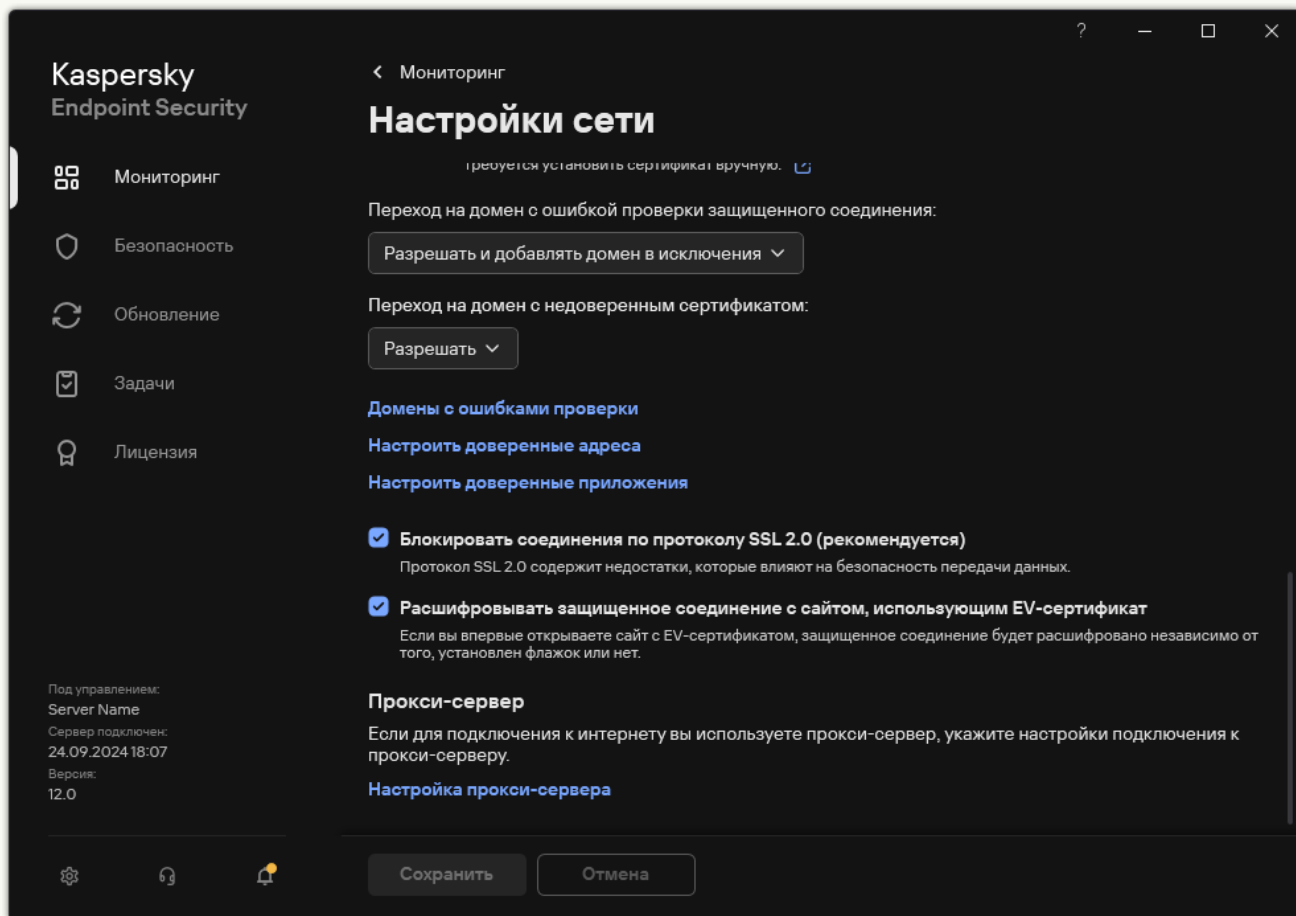 ?
Kaspersky
Endpoint Security
Мониторинг
Безопасность
Обновление
Задачи
Лицензия
Под управлением:
Server Name
Сервер подключен:
24.09.2024 18:07
Версия:
12.0
Мониторинг
Настройки сети
требуется установить сертификат вручную.
Переход на домен с ошибкой проверки защищенного соединения:
Разрешать и добавлять домен в исключения
Переход на домен с недоверенным сертификатом:
Разрешать
Домены с ошибками проверки
Настроить доверенные адреса
Настроить доверенные приложения
Блокировать соединения по протоколу SSL 2.0 (рекомендуется)
Протокол SSL 2.0 содержит недостатки, которые влияют на безопасность передачи данных.
Расшифровывать защищенное соединение с сайтом, использующим EV-сертификат
Если вы впервые открываете сайт с EV-сертификатом, защищенное соединение будет расшифровано независимо от
того, установлен флажок или нет.
Прокси-сервер
Если для подключения к интернету вы используете прокси-сервер, укажите настройки подключения к
прокси-серверу.
Настройка прокси-сервера
Сохранить
Отмена